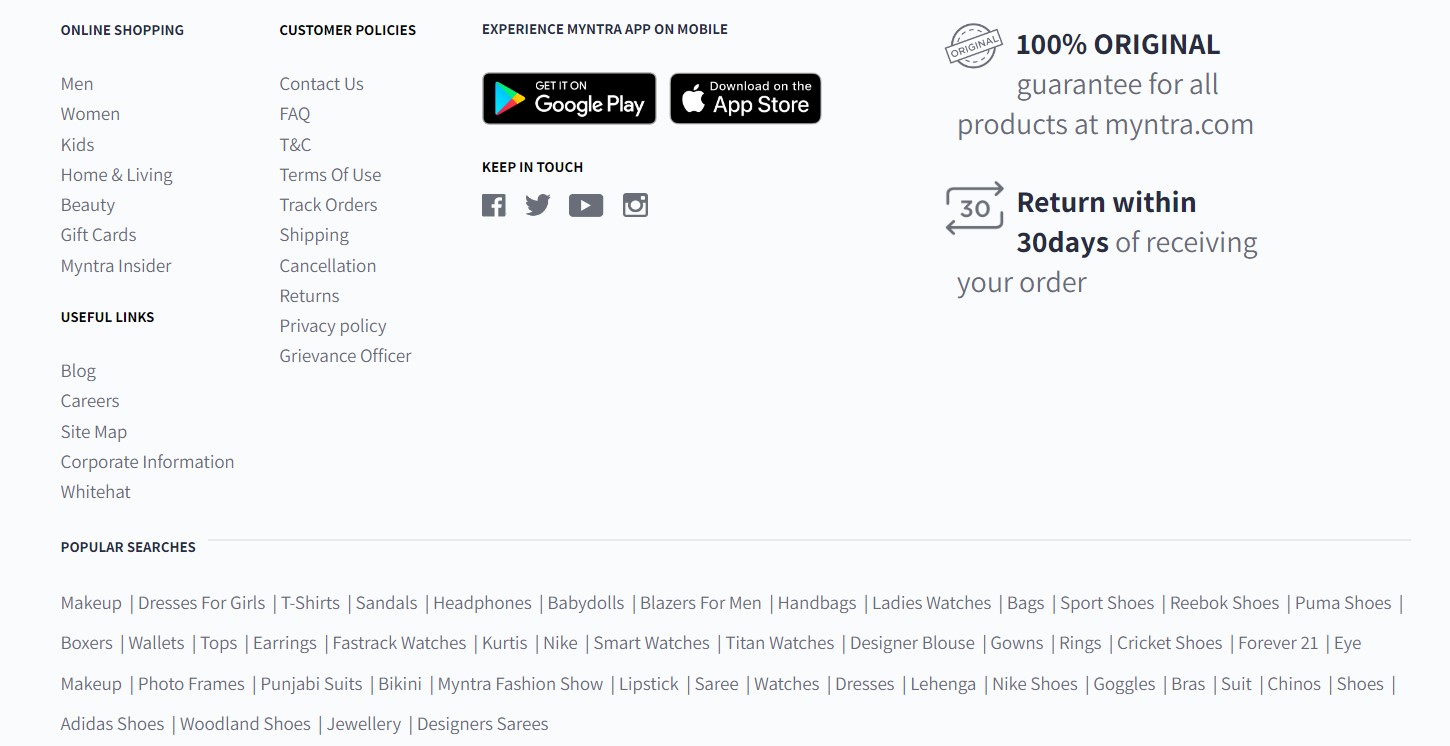 ONLINE SHOPPING
Men
Women
Kids
Home & Living
Beauty
Gift Cards
Myntra Insider
USEFUL LINKS
Blog
Careers
Site Map
Corporate Information
Whitehat
CUSTOMER POLICIES
Contact Us
FAQ
T&C
Terms Of Use
Track Orders
Shipping
Cancellation
Returns
Privacy policy
Grievance Officer
EXPERIENCE MYNTRA APP ON MOBILE
GET IT ON
Google Play
Download on the
App Store
KEEP IN TOUCH
ORIGINAL
100% ORIGINAL
guarantee for all
products at myntra.com
30
Return within
30days of receiving
your order
POPULAR SEARCHES
Makeup | Dresses For Girls | T-Shirts | Sandals | Headphones | Babydolls | Blazers For Men | Handbags | Ladies Watches | Bags | Sport Shoes | Reebok Shoes | Puma Shoes |
Boxers | Wallets | Tops | Earrings | Fastrack Watches | Kurtis | Nike | Smart Watches | Titan Watches | Designer Blouse | Gowns | Rings | Cricket Shoes | Forever 21 | Eye
Makeup | Photo Frames | Punjabi Suits | Bikini | Myntra Fashion Show | Lipstick | Saree | Watches | Dresses | Lehenga | Nike Shoes | Goggles | Bras | Suit | Chinos | Shoes |
Adidas Shoes | Woodland Shoes | Jewellery | Designers Sarees